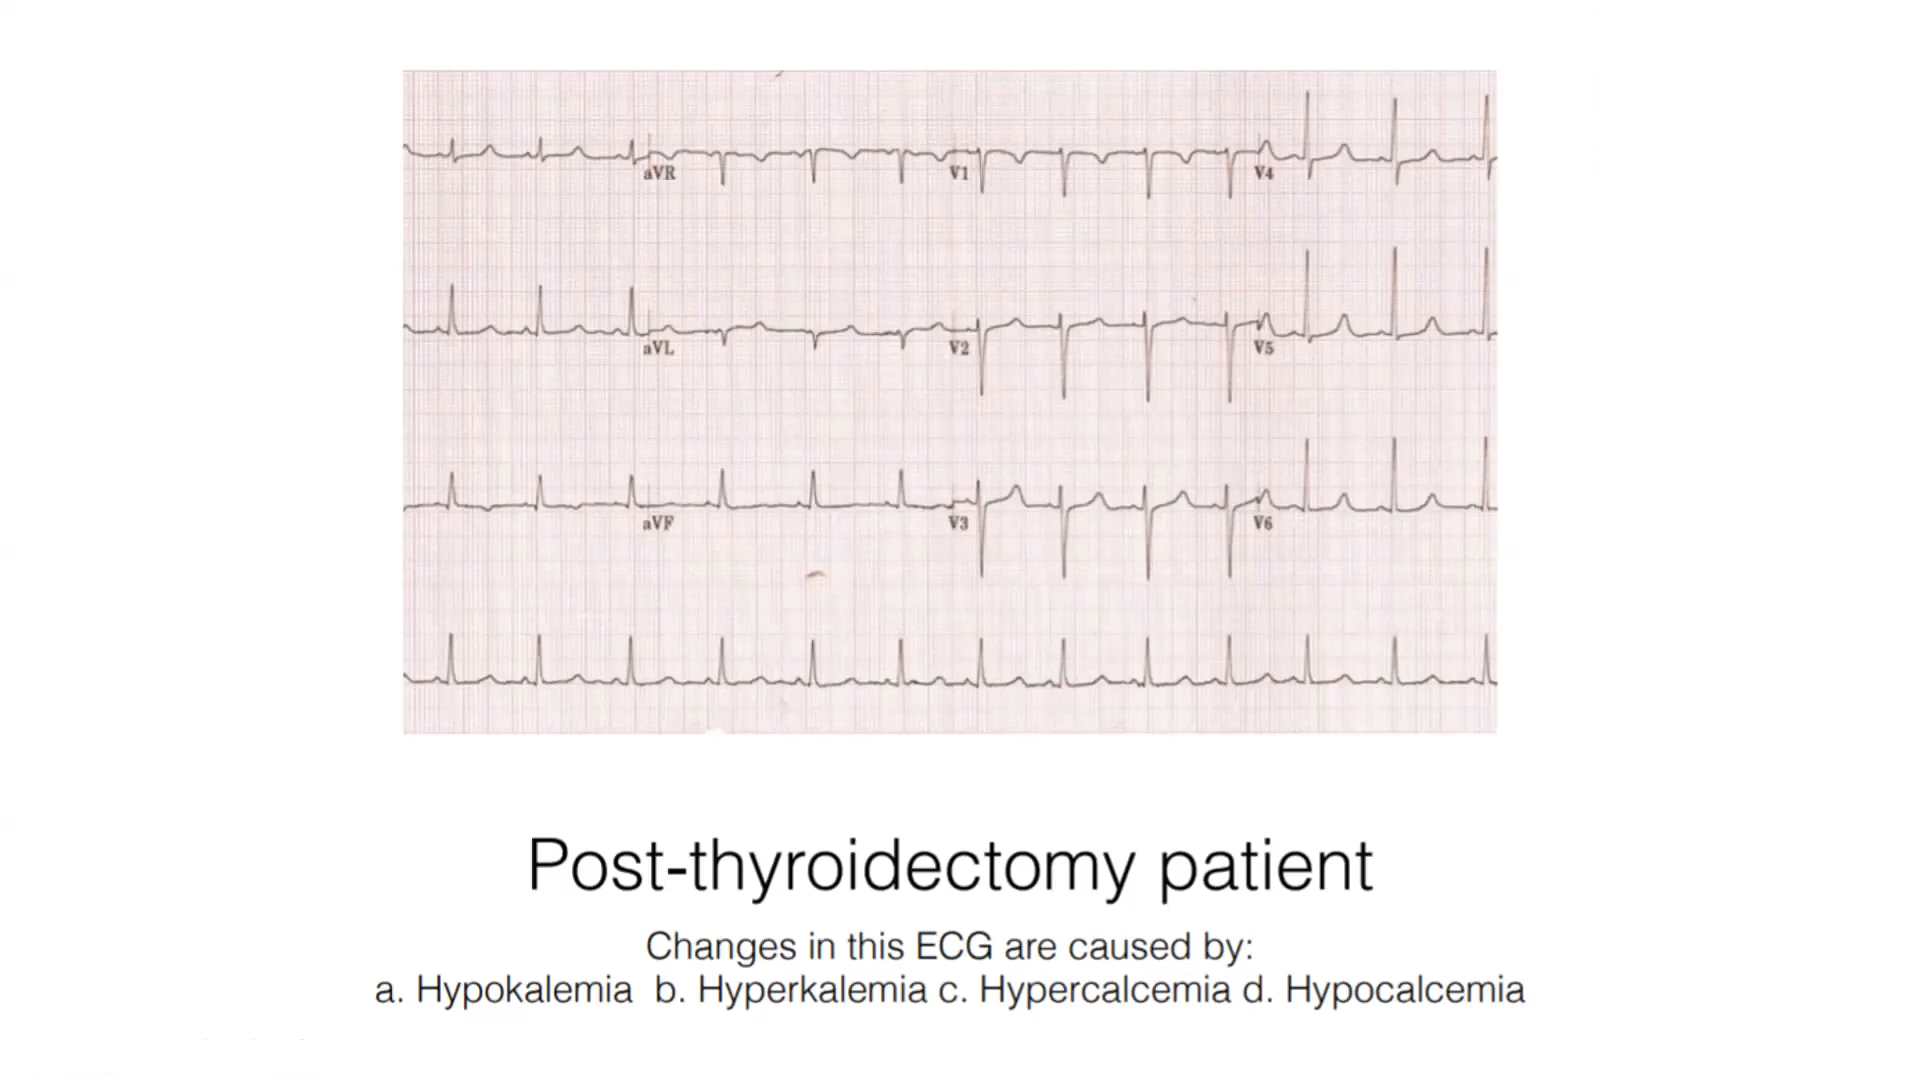 aVR V1 V4
aVL V2 V5
aVF V3 V6
Post-thyroidectomy patient
Changes in this ECG are caused by:
a. Hypokalemia b. Hyperkalemia c. Hypercalcemia d. Hypocalcemia